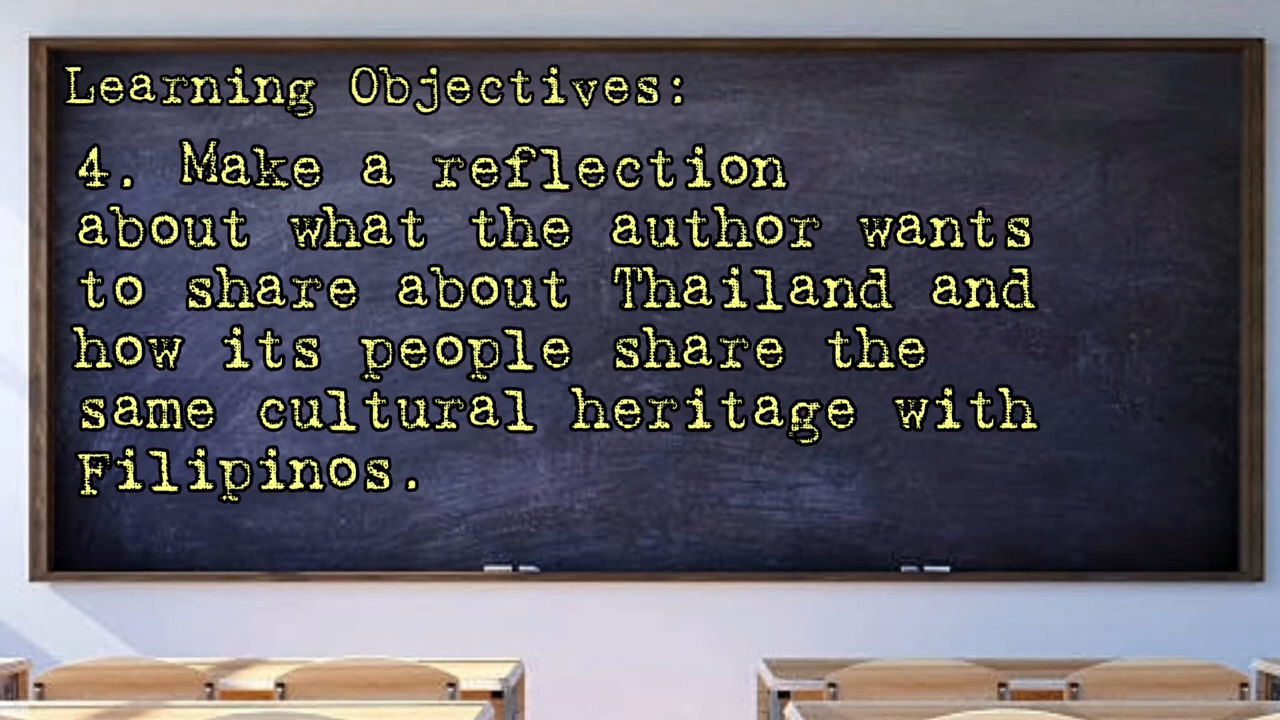 Learning Objectives:
4. Make a reflection
about what the author wants
to share about Thailand and
how its people share the
same cultural heritage with
Filipinos.